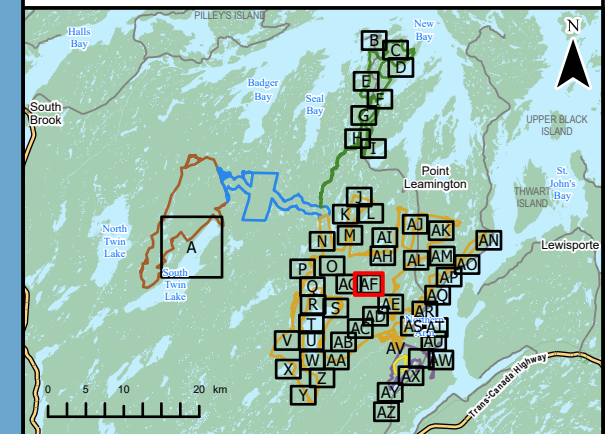 PILLEY'S ISLAND
Halls
Bay
New
Bay
N
B
C
D
Badger
Bay
E
Seal
Bay
F
South
Brook
G
UPPER BLACK
ISLAND
H
I
Point
Leamington
St.
John's
Bay
THWART
ISLAND
J
K
L
AJ
AK
North
Twin
Lake
A
N
M
AI
AN
Lewisporte
AH
AL
AM
AO
P
O
South
Twin
Lake
Q
AF
AP
AQ
R
S
AE
AR
AD
T
AC
AS
AT
V
U
AB
AV
AU
W
AA
AW
X
Z
AX
Trans-Canada Highway
Y
AY
AZ
0 5 10 20 km